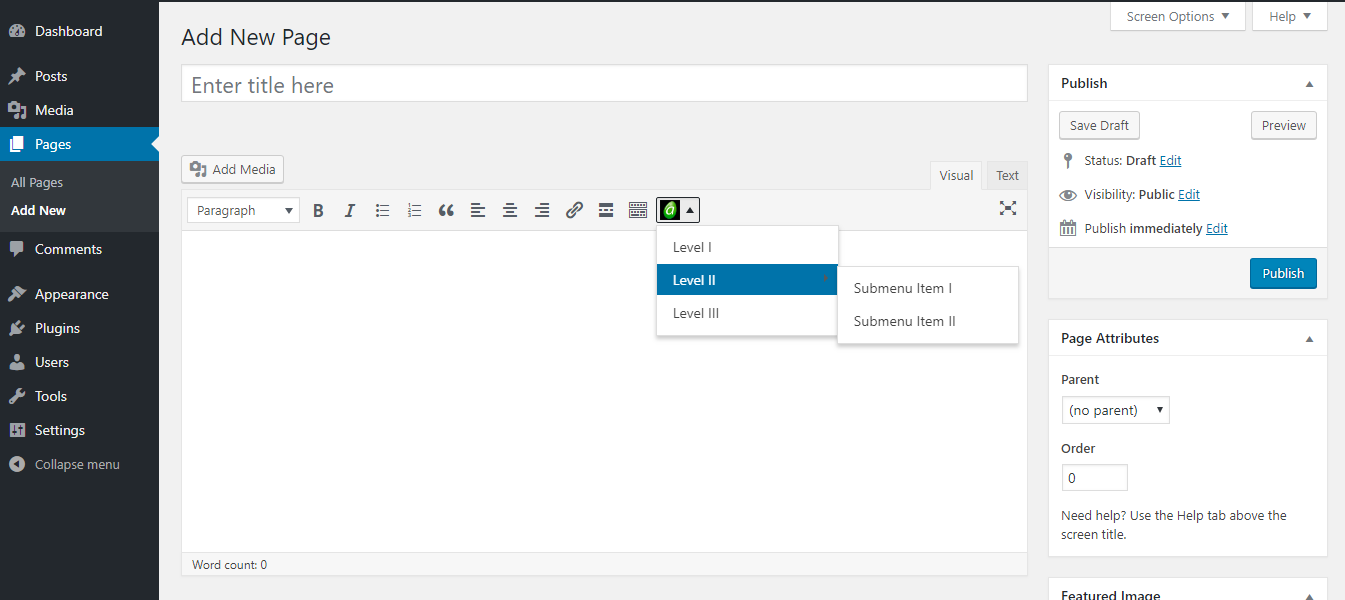 Screen Options
Help
Dashboard
Posts
Media
Pages
All Pages
Add New
Comments
Appearance
Plugins
Users
Tools
Settings
Collapse menu
Add New Page
Enter title here
Add Media
Visual
Text
Paragraph
Level I
Level II
Level III
Submenu Item I
Submenu Item II
Word count: 0
Publish
Save Draft
Preview
Status: Draft Edit
Visibility: Public Edit
Publish immediately Edit
Publish
Page Attributes
Parent
(no parent)
Order
0
Need help? Use the Help tab above the
screen title.
Featured Image